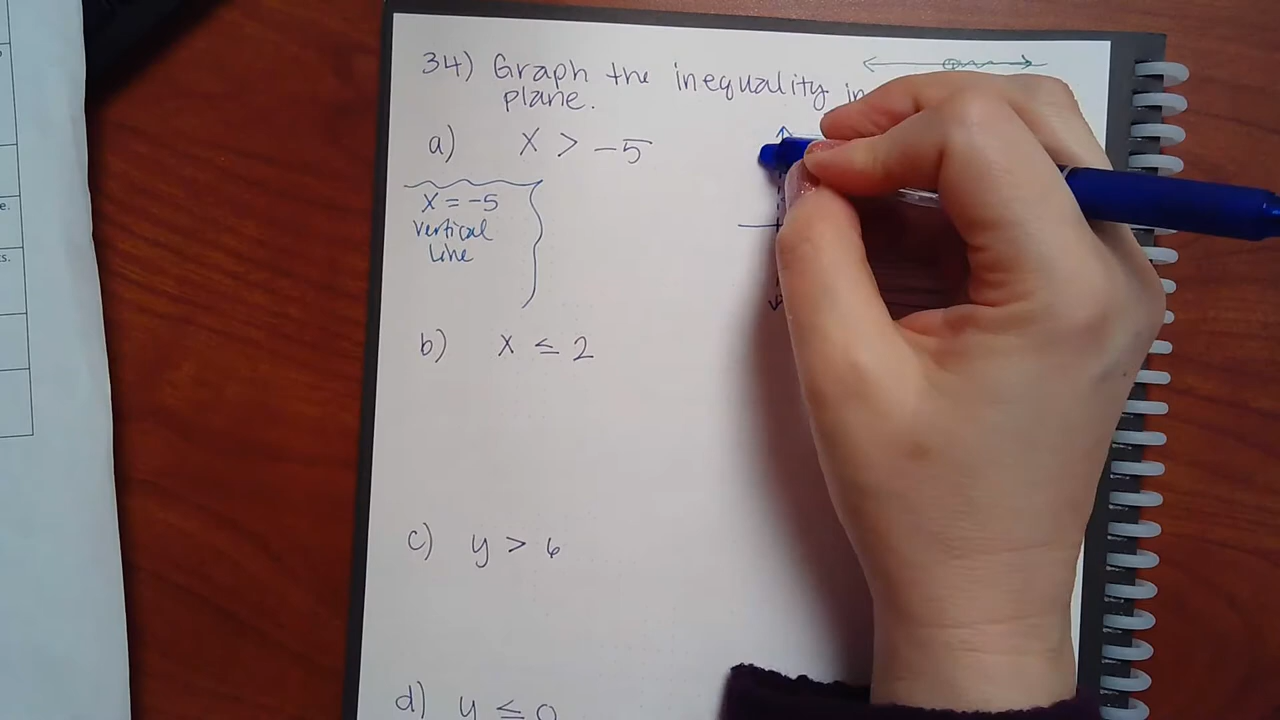 34) Graph the inequality in
plane.
a) x > -5
x = -5
vertical
line
b) x ≤ 2
c) y > 6
d) y ≤ 0